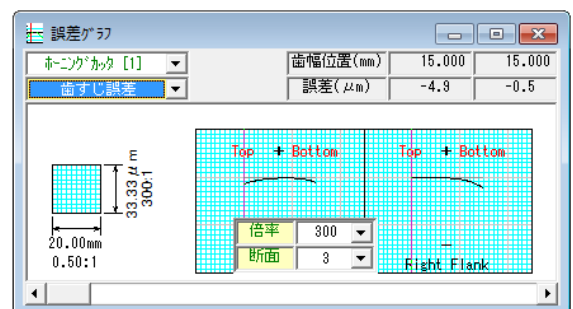 誤差グラフ
ホーニングカッタ [1]
歯幅位置(mm) 15.000 15.000
歯すじ誤差
誤差(μm) -4.9 -0.5
Top + Bottom
Top + Bottom
33.33μm
300:1
20.00mm
0.50:1
倍率 300
断面 3
Right Flank